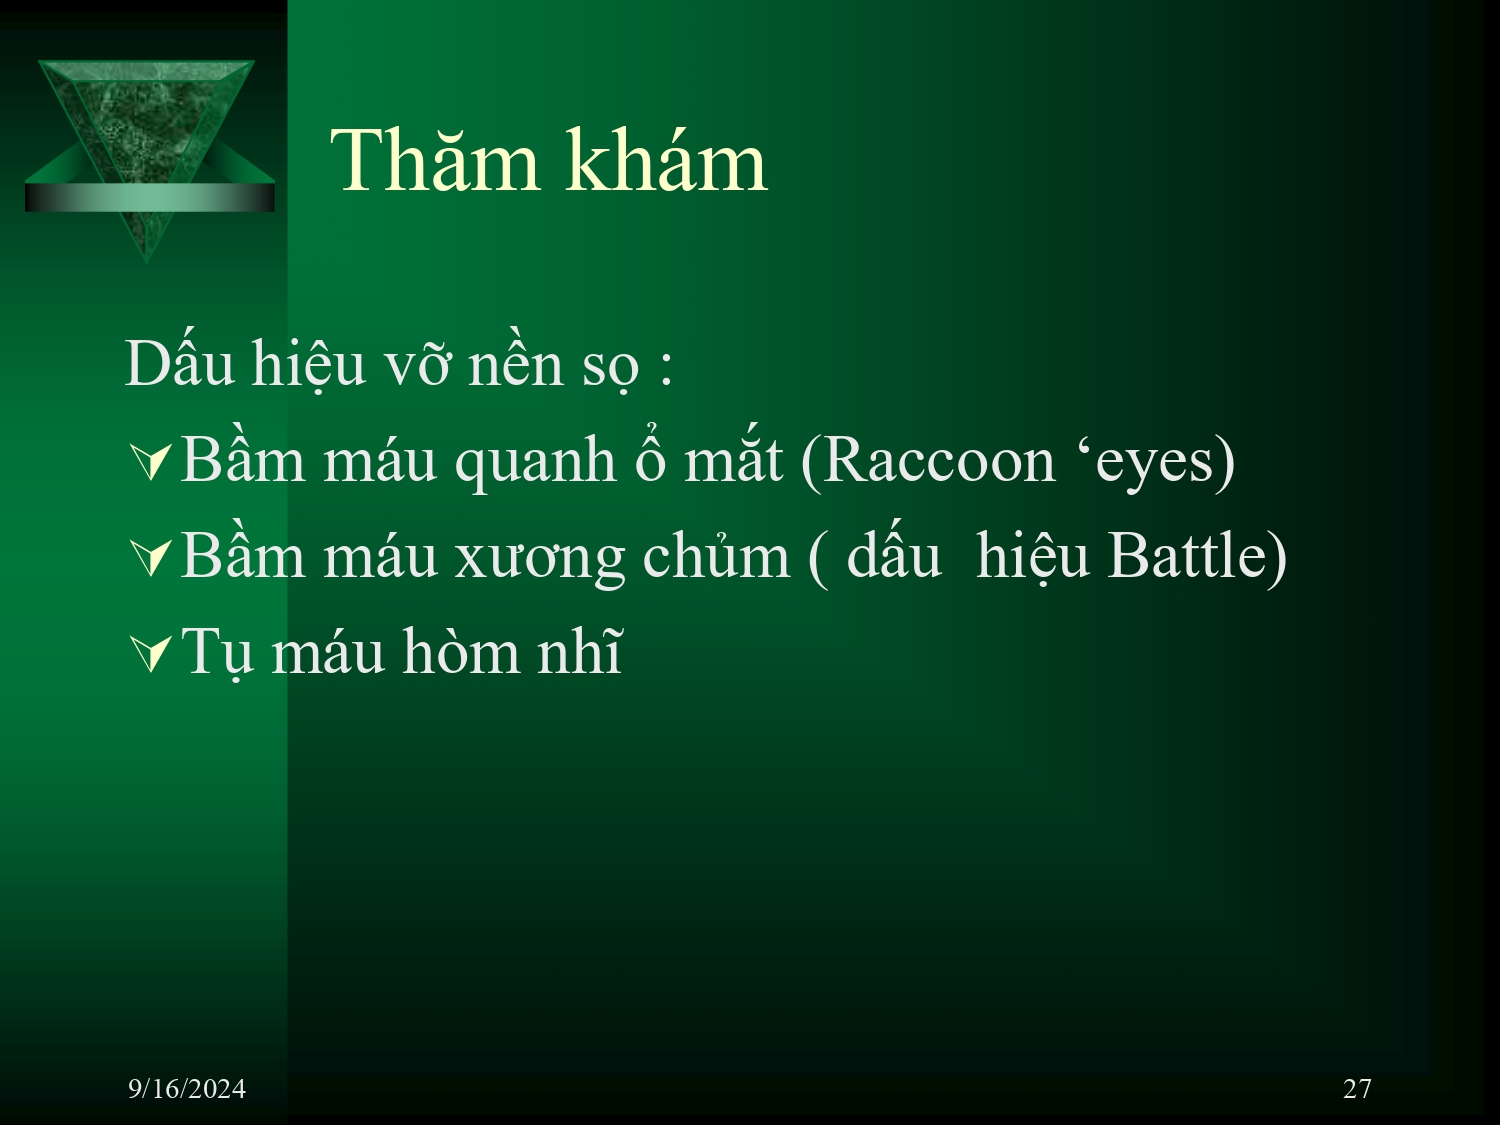 Thăm khám
Dấu hiệu vỡ nền sọ :
Bầm máu quanh ổ mắt (Raccoon ‘eyes)
Bầm máu xương chủm ( dấu  hiệu Battle)
Tụ máu hòm nhĩ
9/16/2024
27